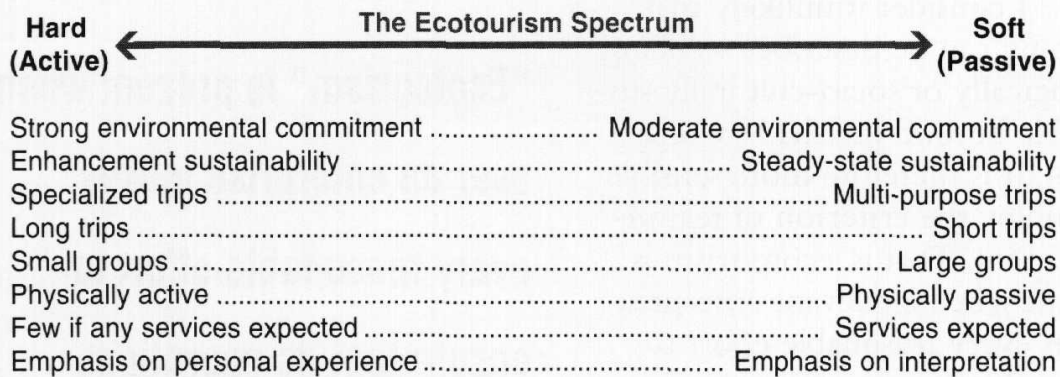 Hard The Ecotourism Spectrum Soft
(Active) (Passive)
Strong environmental commitment .................... Moderate environmental commitment
Enhancement sustainability .................................................... Steady-state sustainability
Specialized trips ............................................................................ Multi-purpose trips
Long trips .................................................................................................. Short trips
Small groups ........................................................................................... Large groups
Physically active ............................................................................ Physically passive
Few if any services expected ............................................................ Services expected
Emphasis on personal experience ................................... Emphasis on interpretation